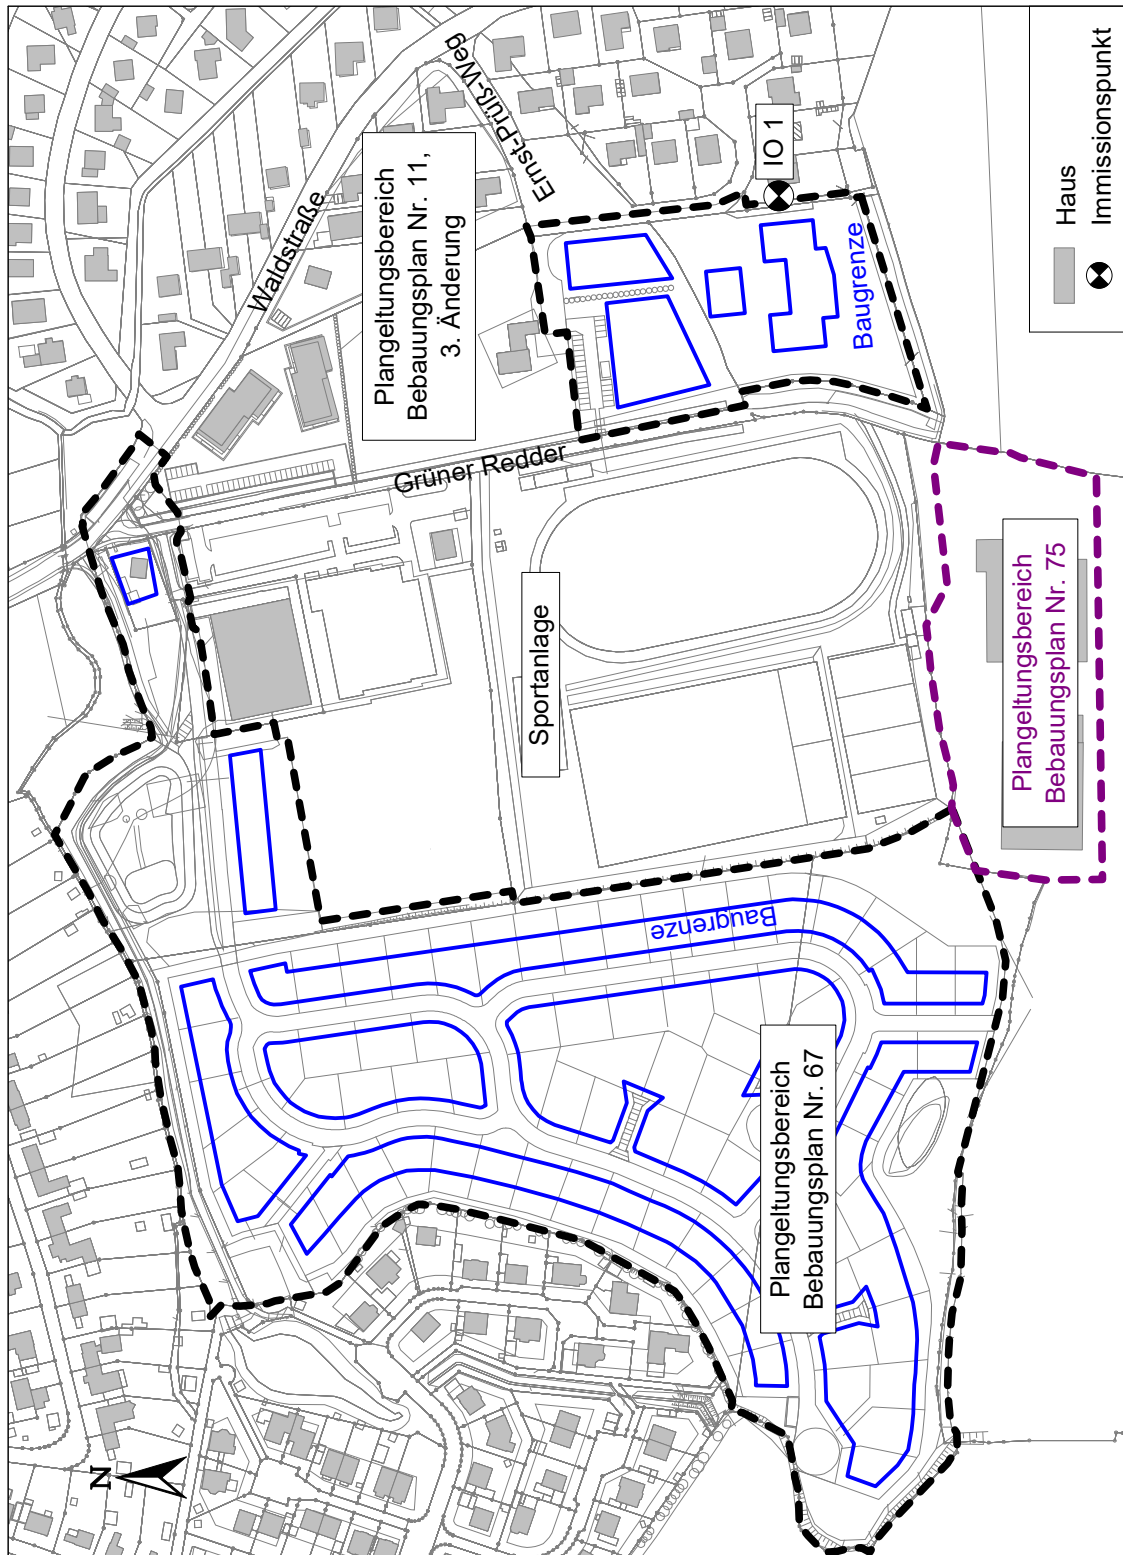 Waldstraße
Ernst-Prüß-Weg
Plangeltungsbereich
Bebauungsplan Nr. 11,
3. Änderung
IO 1
Baugrenze
Grüner Redder
Sportanlage
Plangeltungsbereich
Bebauungsplan Nr. 75
Baugrenze
Plangeltungsbereich
Bebauungsplan Nr. 67
N
Haus
Immissionspunkt